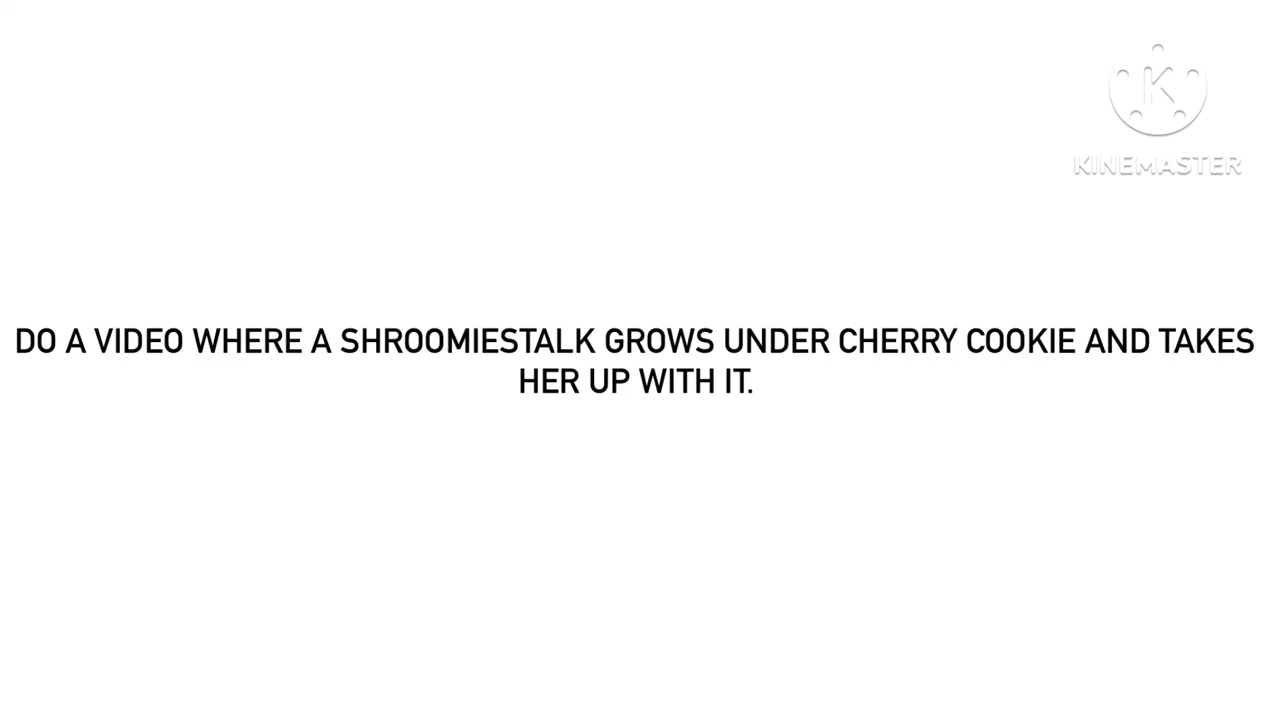 KINEMASTER
DO A VIDEO WHERE A SHROOMIESTALK GROWS UNDER CHERRY COOKIE AND TAKES
HER UP WITH IT.